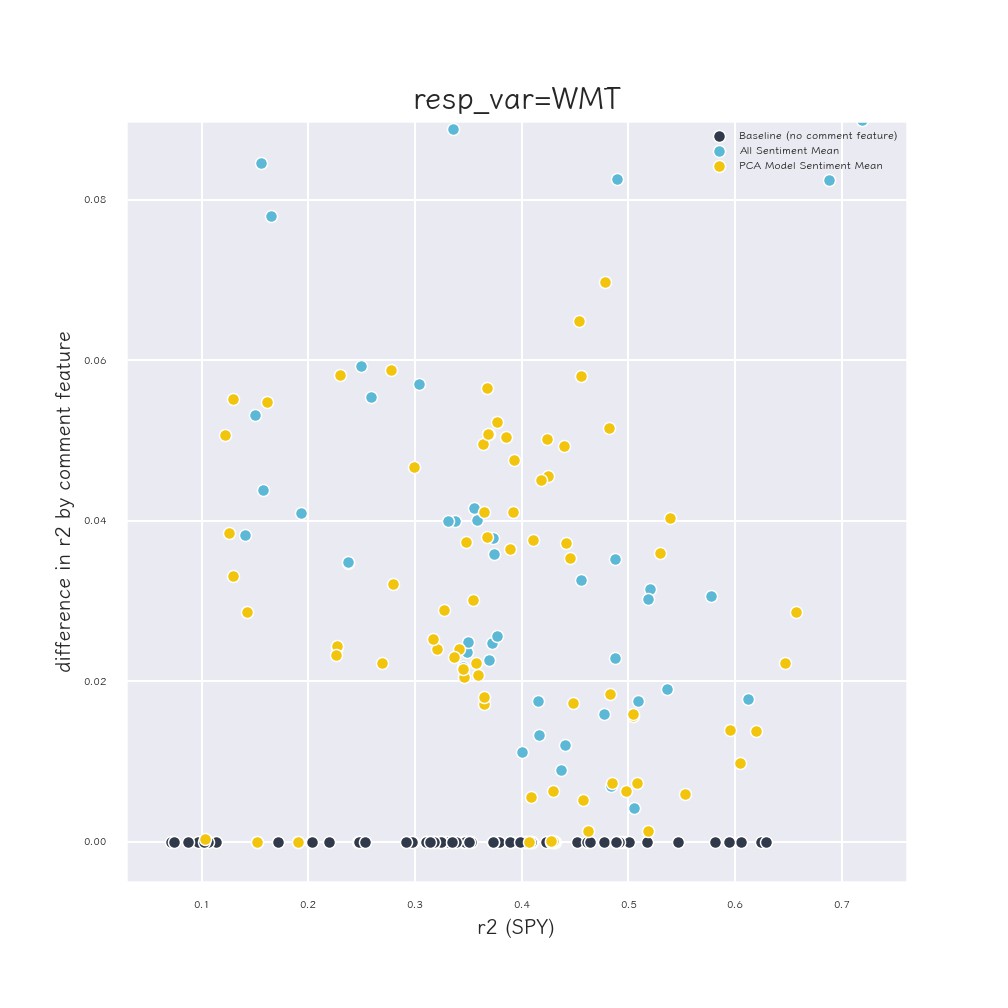 resp_var=WMT
Baseline (no comment feature)
All Sentiment Mean
PCA Model Sentiment Mean
difference in r2 by comment feature
0.08
0.06
0.04
0.02
0.00
0.1 0.2 0.3 0.4 0.5 0.6 0.7
r2 (SPY)